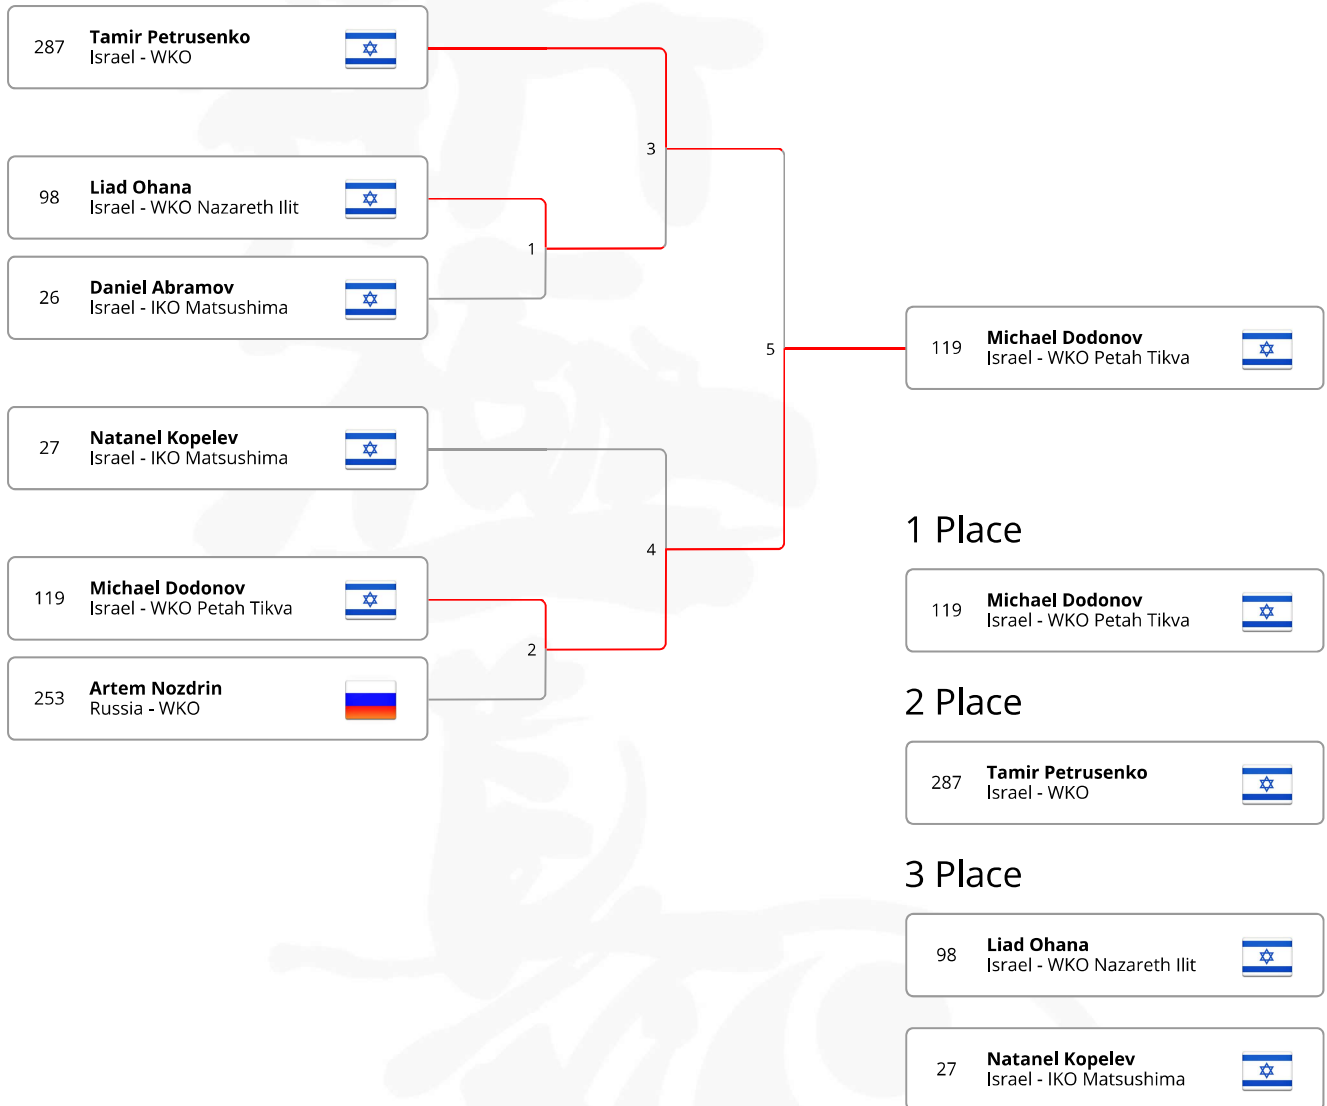 287
Tamir Petrusenko
Israel - WKO
98
Liad Ohana
Israel - WKO Nazareth Ilit
26
Daniel Abramov
Israel - IKO Matsushima
27
Natanel Kopelev
Israel - IKO Matsushima
119
Michael Dodonov
Israel - WKO Petah Tikva
253
Artem Nozdrin
Russia - WKO
1
2
3
4
5
119
Michael Dodonov
Israel - WKO Petah Tikva
1 Place
119
Michael Dodonov
Israel - WKO Petah Tikva
2 Place
287
Tamir Petrusenko
Israel - WKO
3 Place
98
Liad Ohana
Israel - WKO Nazareth Ilit
27
Natanel Kopelev
Israel - IKO Matsushima